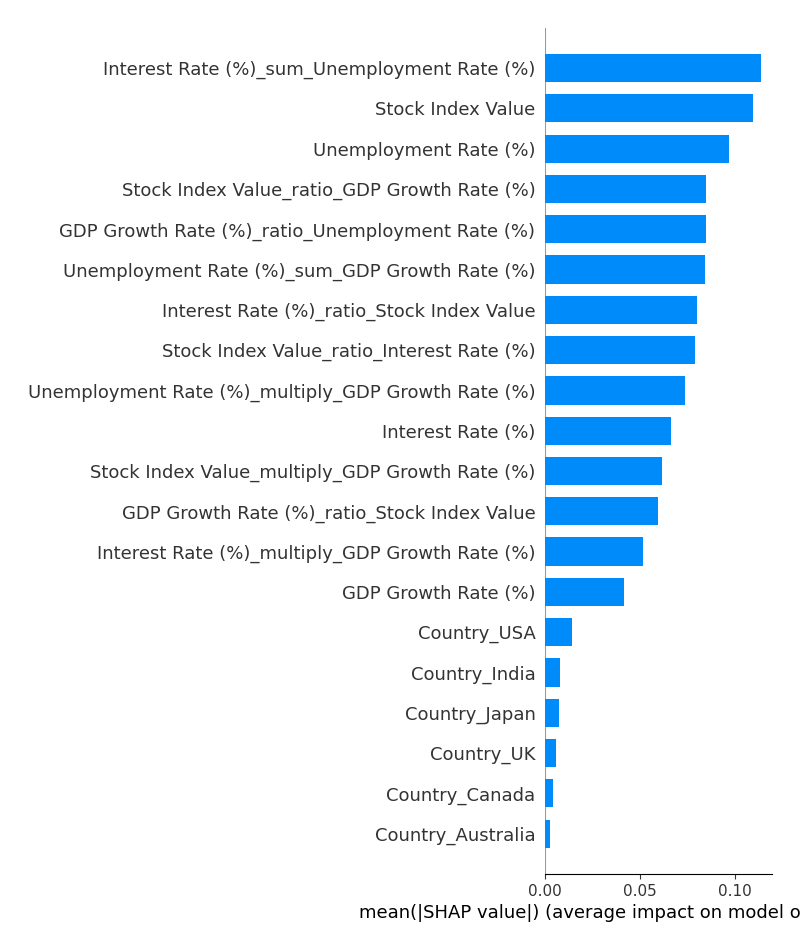 Interest Rate (%)_sum_Unemployment Rate (%)
Stock Index Value
Unemployment Rate (%)
Stock Index Value_ratio_GDP Growth Rate (%)
GDP Growth Rate (%)_ratio_Unemployment Rate (%)
Unemployment Rate (%)_sum_GDP Growth Rate (%)
Interest Rate (%)_ratio_Stock Index Value
Stock Index Value_ratio_Interest Rate (%)
Unemployment Rate (%)_multiply_GDP Growth Rate (%)
Interest Rate (%)
Stock Index Value_multiply_GDP Growth Rate (%)
GDP Growth Rate (%)_ratio_Stock Index Value
Interest Rate (%)_multiply_GDP Growth Rate (%)
GDP Growth Rate (%)
Country_USA
Country_India
Country_Japan
Country_UK
Country_Canada
Country_Australia
0.00 0.05 0.10
mean(|SHAP value|) (average impact on model o